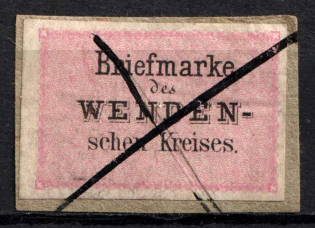 Briefmarke
des
WENDEN-
schen Kreises.